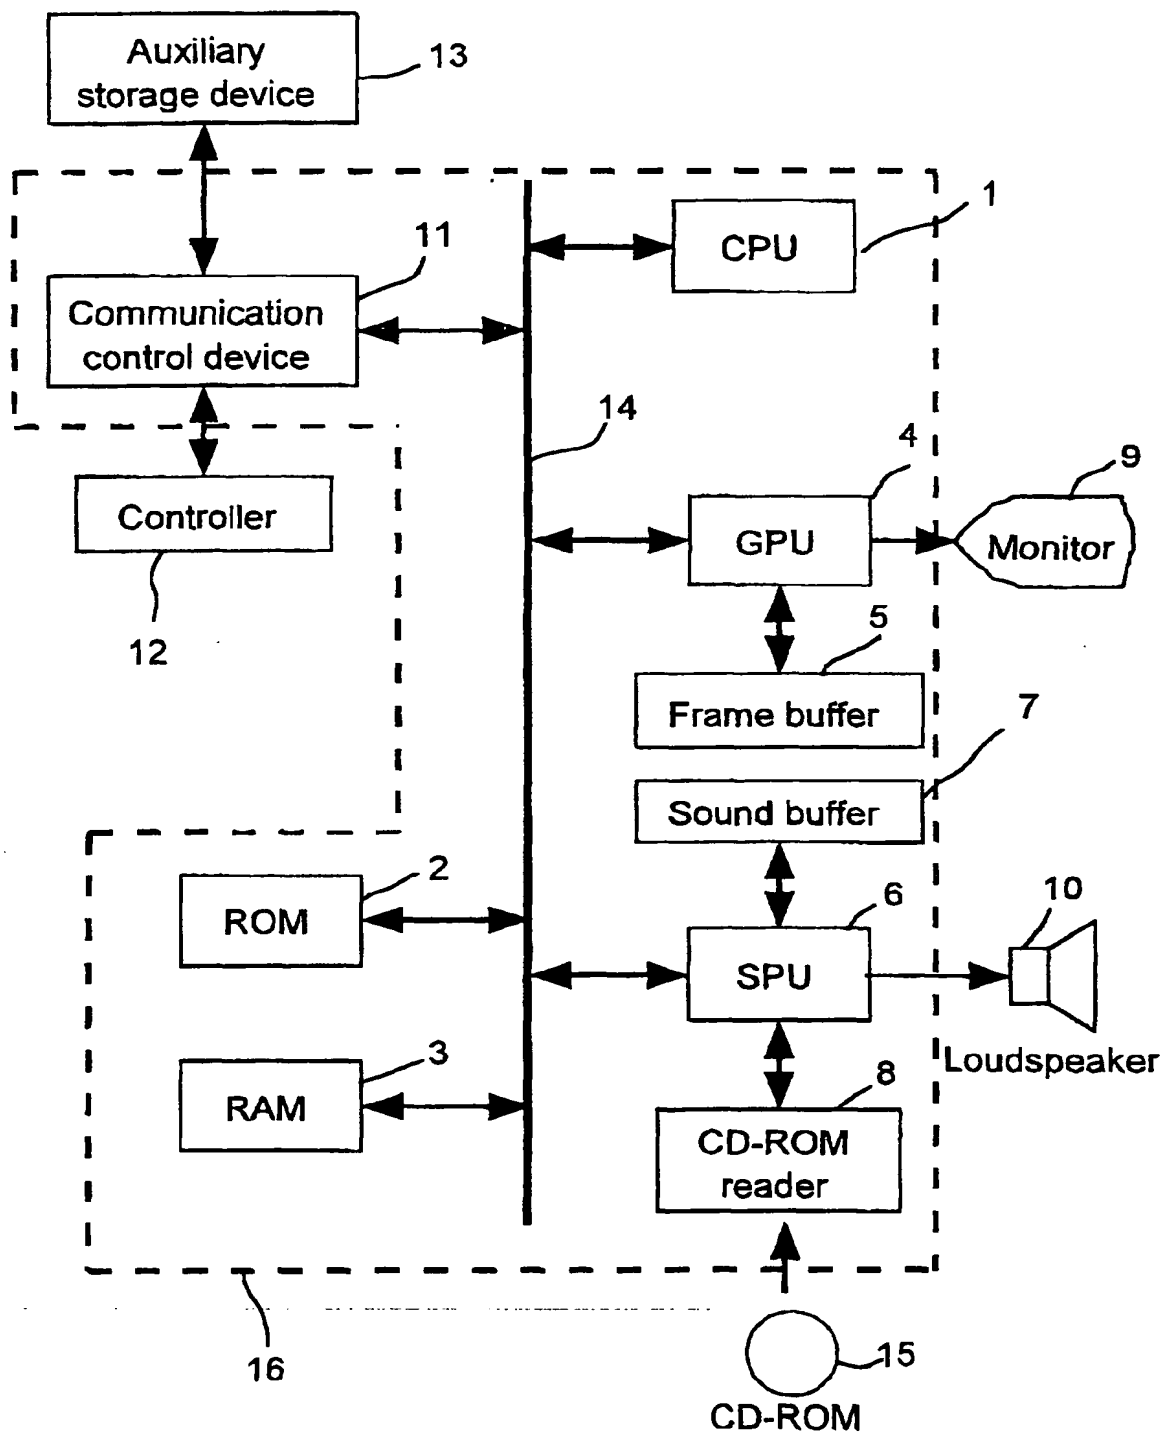 Auxiliary
storage device
13
1
CPU
11
Communication
control device
14
4
9
Controller
GPU
Monitor
12
5
Frame buffer
7
Sound buffer
2
ROM
6
10
SPU
Loudspeaker
3
RAM
8
CD-ROM
reader
16
15
CD-ROM